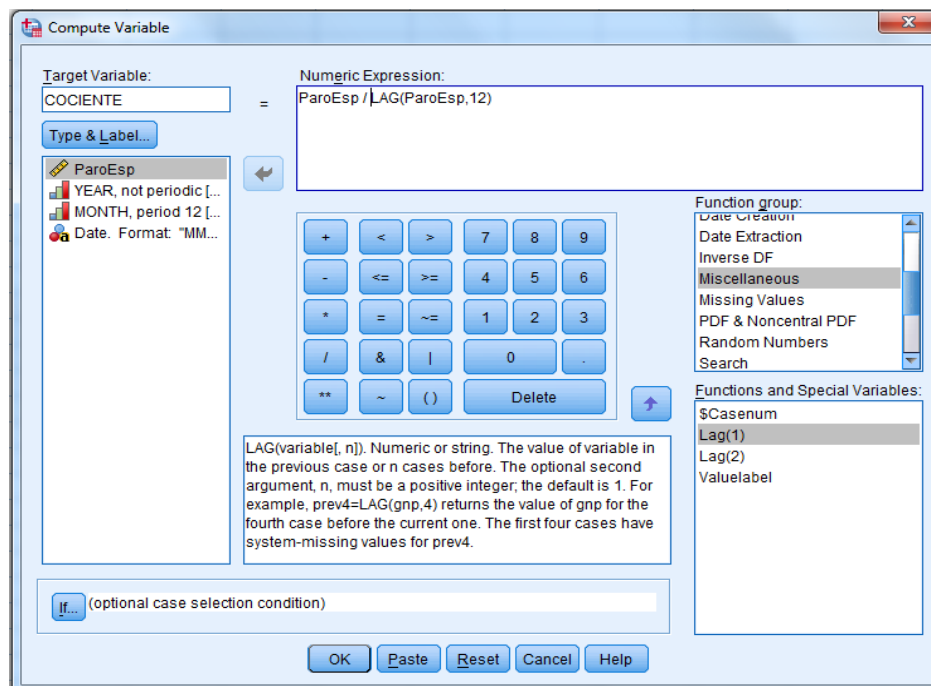 Compute Variable
Target Variable:
COCIENTE
=
Numeric Expression:
ParoEsp / LAG(ParoEsp,12)
Type & Label...
ParoEsp
YEAR, not periodic [...
MONTH, period 12 [...
Date. Format: "MM...
+ < > 7 8 9
- <= >= 4 5 6
* = ~= 1 2 3
/ & | 0 .
** ~ ( ) Delete
Function group:
Date Creation
Date Extraction
Inverse DF
Miscellaneous
Missing Values
PDF & Noncentral PDF
Random Numbers
Search
Functions and Special Variables:
$Casenum
Lag(1)
Lag(2)
Valuelabel
LAG(variable[, n]). Numeric or string. The value of variable in
the previous case or n cases before. The optional second
argument, n, must be a positive integer; the default is 1. For
example, prev4=LAG(gnp,4) returns the value of gnp for the
fourth case before the current one. The first four cases have
system-missing values for prev4.
If... (optional case selection condition)
OK Paste Reset Cancel Help